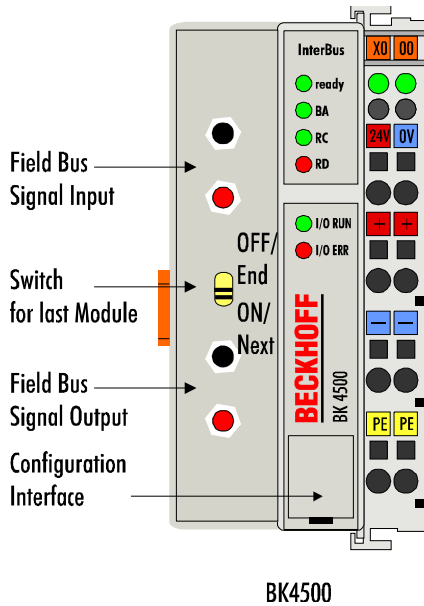 InterBus
X0 00
ready
BA
RC
RD
24V 0V
Field Bus
Signal Input
I/O RUN
I/O ERR
+ +
OFF/
End
ON/
Next
Switch
for last Module
− −
BECKHOFF
BK 4500
Field Bus
Signal Output
PE PE
Configuration
Interface
BK4500